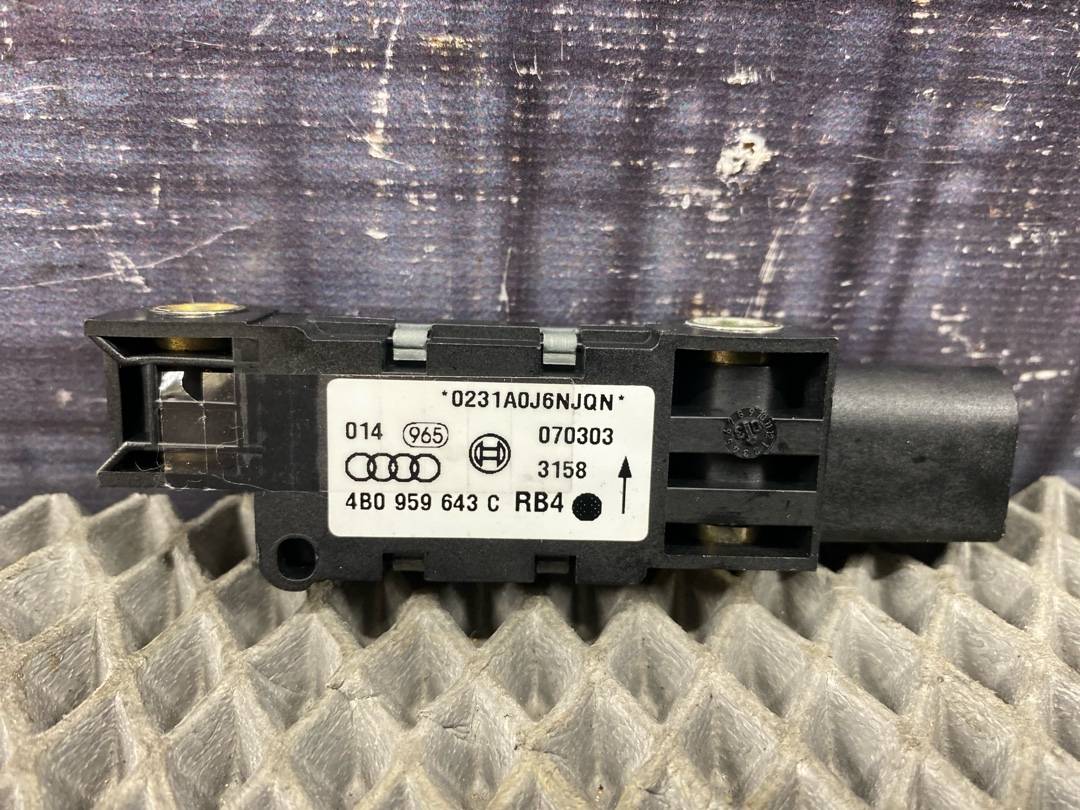 *0231A0J6NJQN*
014 965 070303
3158
4B0 959 643 C RB4